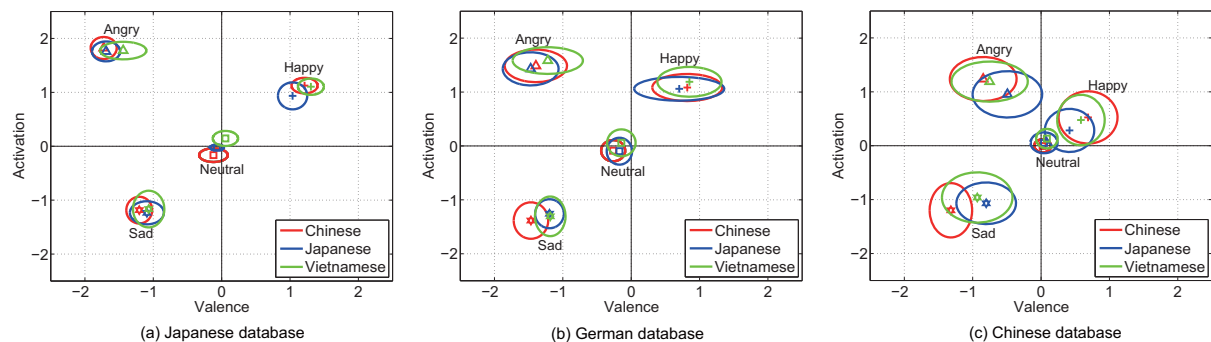 Activation
2
1
0
−1
−2
Angry
Happy
Neutral
Sad
Chinese
Japanese
Vietnamese
−2 −1 0 1 2
Valence
(a) Japanese database
Activation
2
1
0
−1
−2
Angry
Happy
Neutral
Sad
Chinese
Japanese
Vietnamese
−2 −1 0 1 2
Valence
(b) German database
Activation
2
1
0
−1
−2
Angry
Happy
Neutral
Sad
Chinese
Japanese
Vietnamese
−2 −1 0 1 2
Valence
(c) Chinese database